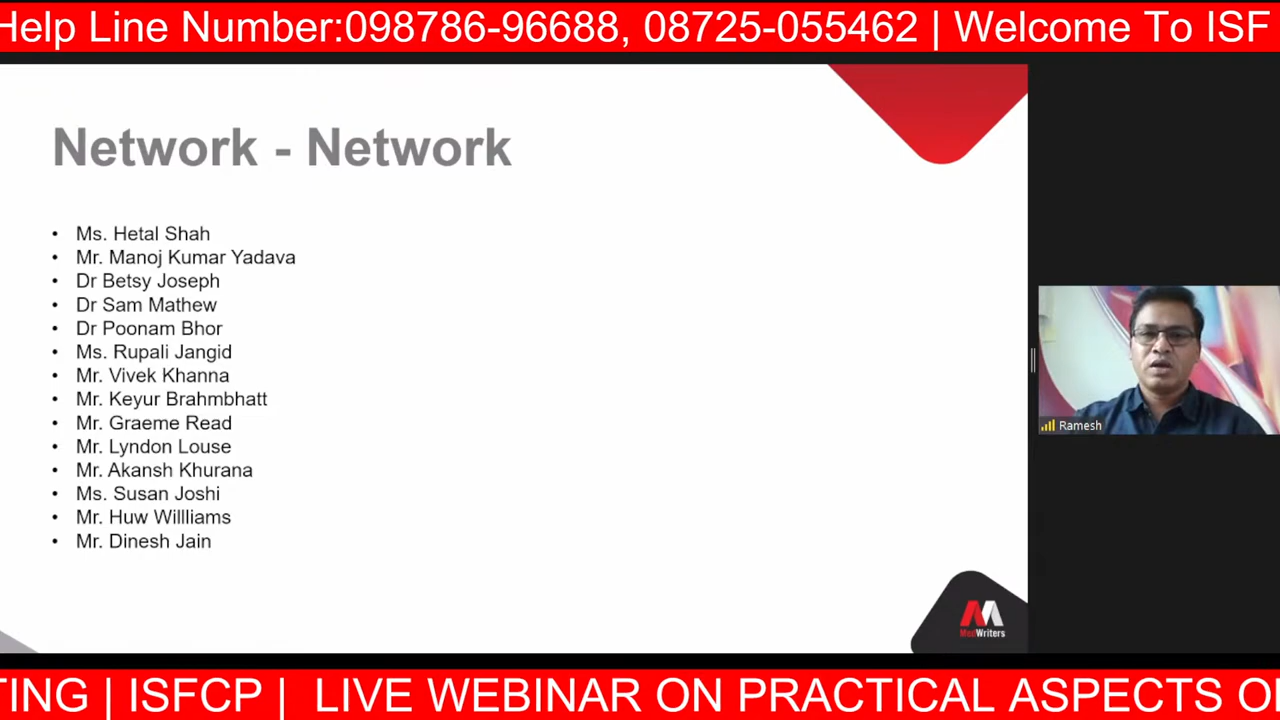 Help Line Number:098786-96688, 08725-055462 | Welcome To ISF
Network - Network
• Ms. Hetal Shah
• Mr. Manoj Kumar Yadava
• Dr Betsy Joseph
• Dr Sam Mathew
• Dr Poonam Bhor
• Ms. Rupali Jangid
• Mr. Vivek Khanna
• Mr. Keyur Brahmbhatt
• Mr. Graeme Read
• Mr. Lyndon Louse
• Mr. Akansh Khurana
• Ms. Susan Joshi
• Mr. Huw Willliams
• Mr. Dinesh Jain
Ramesh
MedWriters
TING | ISFCP | LIVE WEBINAR ON PRACTICAL ASPECTS